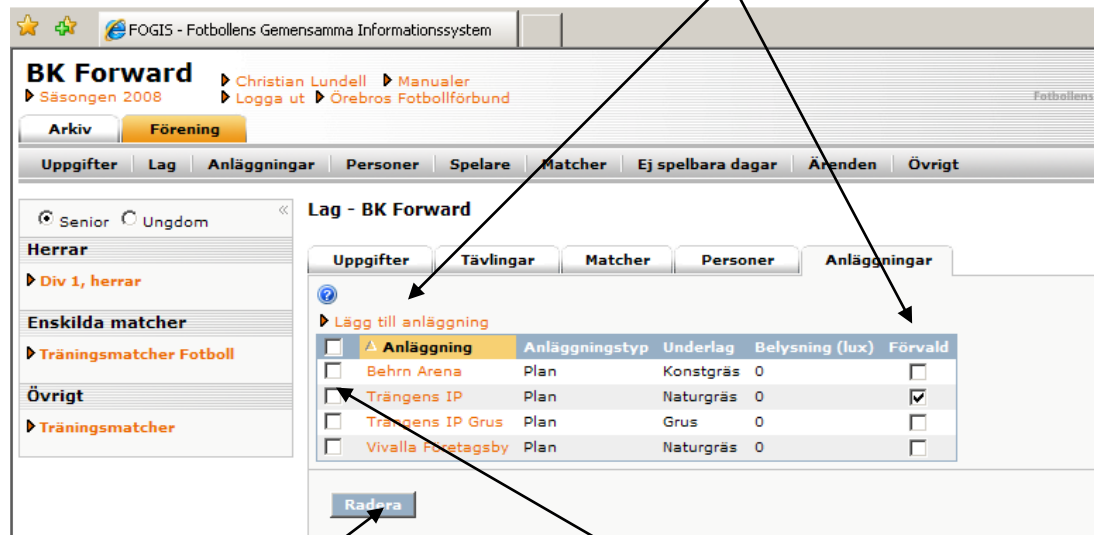 FOGIS - Fotbollens Gemensamma Informationssystem
BK Forward
Christian Lundell Manualer
Säsongen 2008 Logga ut Örebros Fotbollförbund
Fotbollens
Arkiv Förening
Uppgifter Lag Anläggningar Personer Spelare Matcher Ej spelbara dagar Ärenden Övrigt
Senior Ungdom «
Herrar
Div 1, herrar
Enskilda matcher
Träningsmatcher Fotboll
Övrigt
Träningsmatcher
Lag - BK Forward
Uppgifter Tävlingar Matcher Personer Anläggningar
Lägg till anläggning
Anläggning Anläggningstyp Underlag Belysning (lux) Förvald
Behrn Arena Plan Konstgräs 0
Trängens IP Plan Naturgräs 0
Trängens IP Grus Plan Grus 0
Vivalla Företagsby Plan Naturgräs 0
Radera